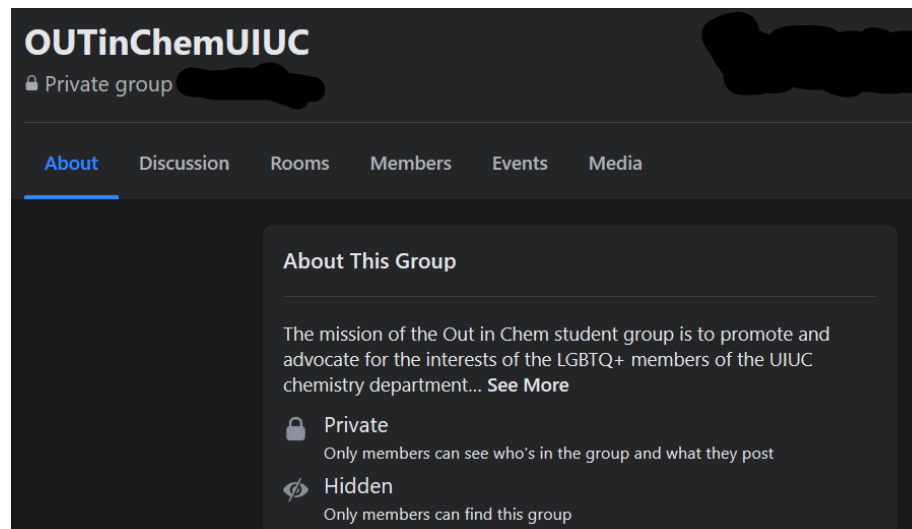 OUTinChemUIUC
Private group
About Discussion Rooms Members Events Media
About This Group
The mission of the Out in Chem student group is to promote and
advocate for the interests of the LGBTQ+ members of the UIUC
chemistry department... See More
Private
Only members can see who's in the group and what they post
Hidden
Only members can find this group